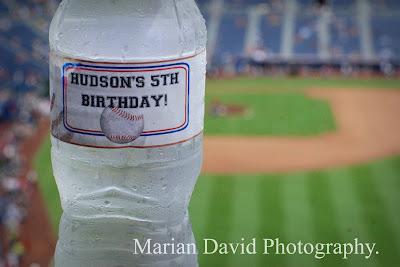 HUDSON'S 5TH
BIRTHDAY!
Marian David Photography.